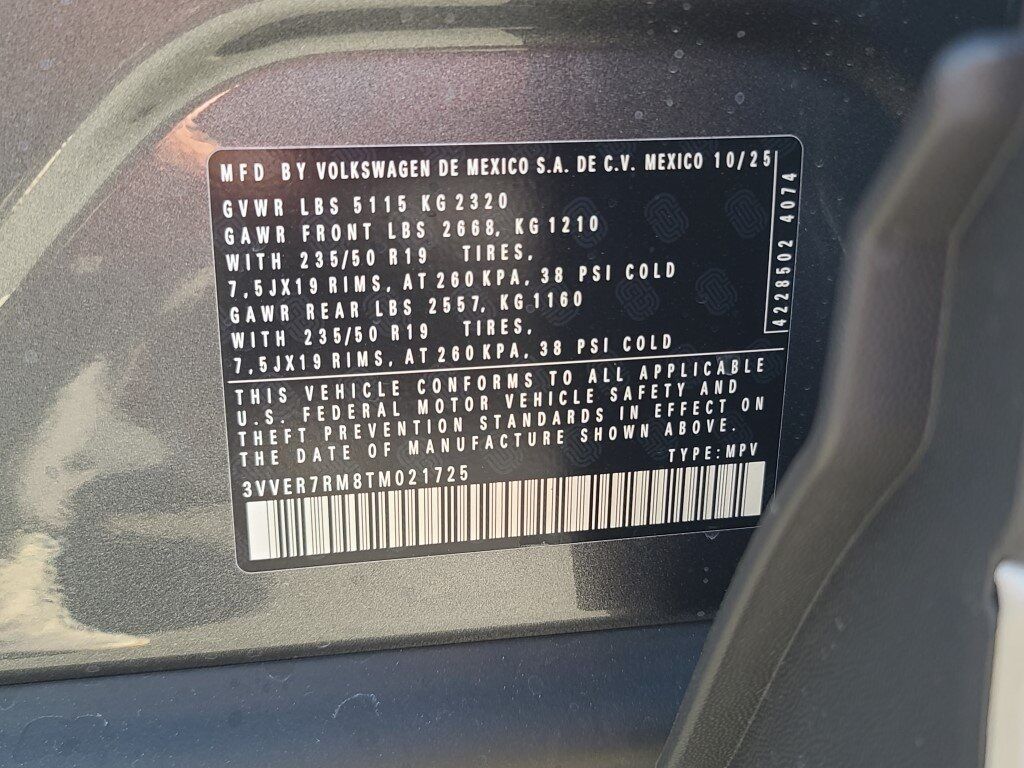 MFD BY VOLKSWAGEN DE MEXICO S.A. DE C.V. MEXICO 10/25
GVWR LBS 5115 KG 2320
GAWR FRONT LBS 2668, KG 1210
WITH 235/50 R19 TIRES,
7,5JX19 RIMS, AT 260 KPA, 38 PSI COLD
GAWR REAR LBS 2557, KG 1160
WITH 235/50 R19 TIRES,
7,5JX19 RIMS, AT 260 KPA, 38 PSI COLD
4228502 4074
THIS VEHICLE CONFORMS TO ALL APPLICABLE
U.S. FEDERAL MOTOR VEHICLE SAFETY AND
THEFT PREVENTION STANDARDS IN EFFECT ON
THE DATE OF MANUFACTURE SHOWN ABOVE.
TYPE: MPV
3VVER7RM8TM021725